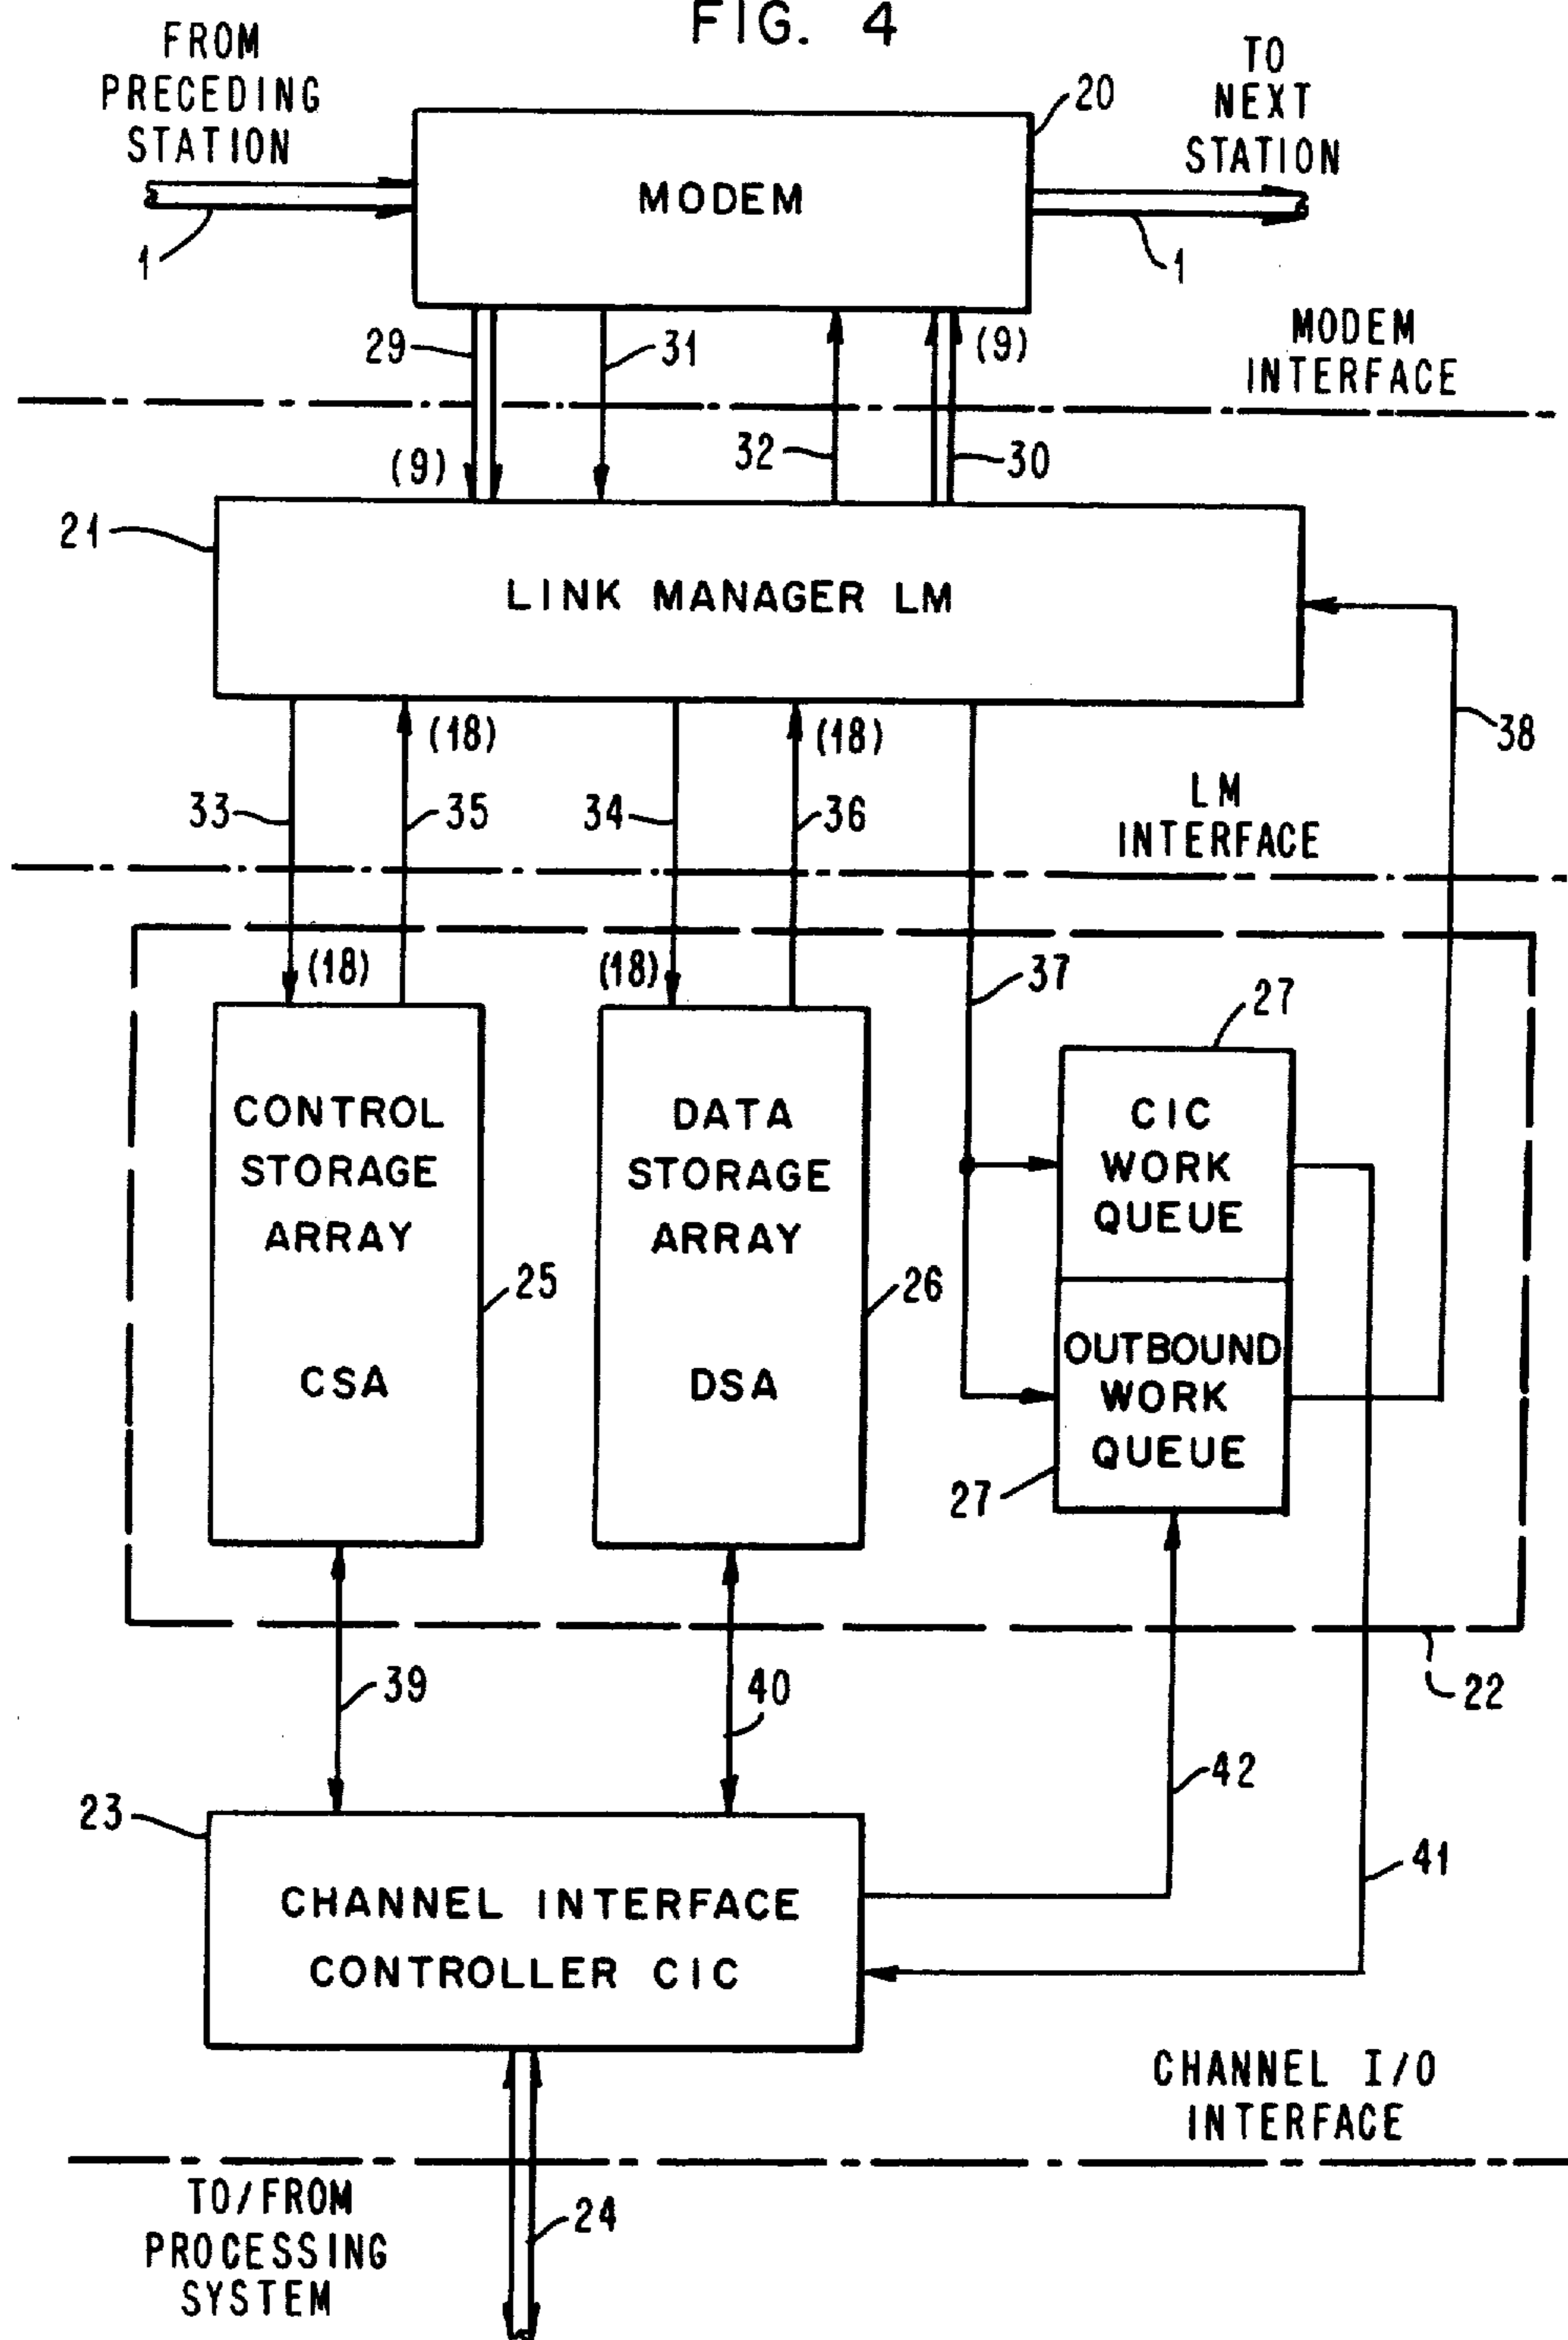 FIG. 4
FROM
PRECEDING
STATION
TO
NEXT
STATION
20
MODEM
1
1
29
31
(9)
MODEM
INTERFACE
(9)
32
30
21
LINK MANAGER LM
(18)
(18)
38
33
35
34
36
LM
INTERFACE
(18)
(18)
37
27
CONTROL
STORAGE
ARRAY
CSA
25
DATA
STORAGE
ARRAY
DSA
26
CIC
WORK
QUEUE
OUTBOUND
WORK
QUEUE
27
39
40
22
42
23
41
CHANNEL INTERFACE
CONTROLLER CIC
CHANNEL I/O
INTERFACE
TO/FROM
PROCESSING
SYSTEM
24